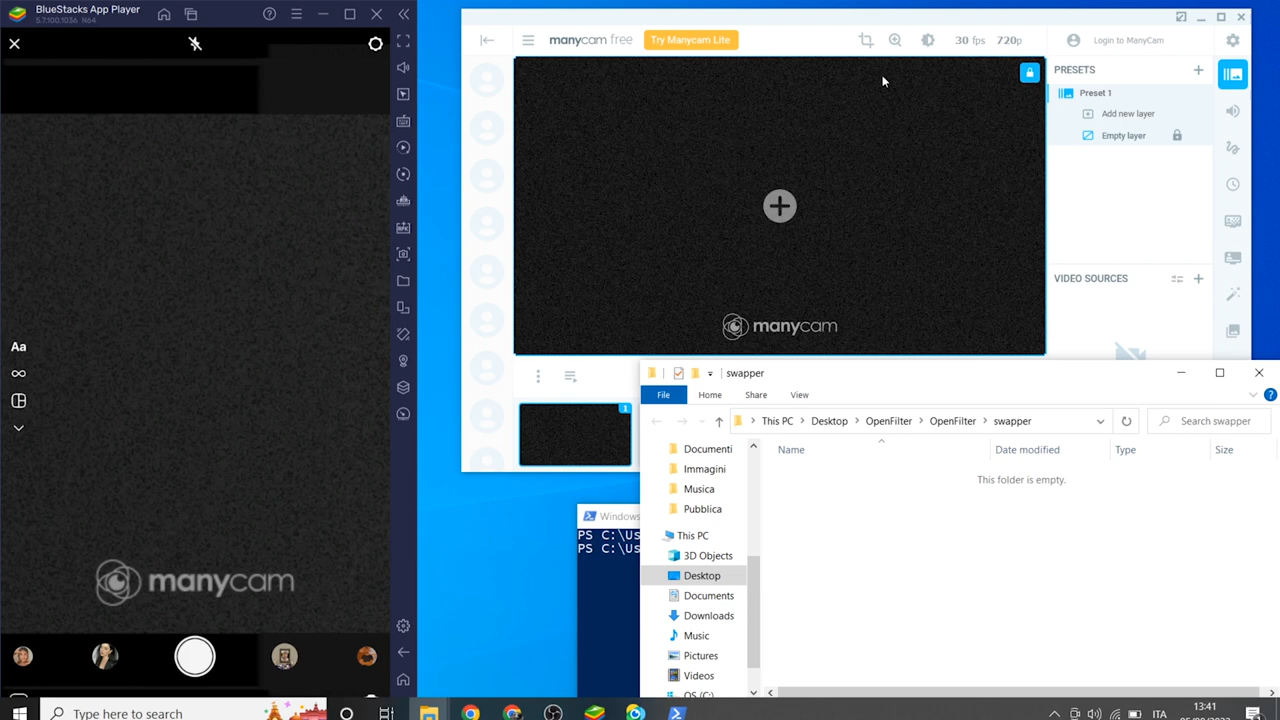 BlueStacks App Player
5.7.100.1036 N64
Aa
manycam
manycam free
Try Manycam Lite
30 fps
720p
Login to ManyCam
PRESETS
Preset 1
Add new layer
Empty layer
manycam
VIDEO SOURCES
1
swapper
File
Home
Share
View
This PC
Desktop
OpenFilter
OpenFilter
swapper
Search swapper
Documenti
Immagini
Musica
Pubblica
This PC
3D Objects
Desktop
Documents
Downloads
Music
Pictures
Videos
OS (C:)
Name
Date modified
Type
Size
This folder is empty.
Windows
PS C:\Us
PS C:\Us
Type here to search
ITA
13:41